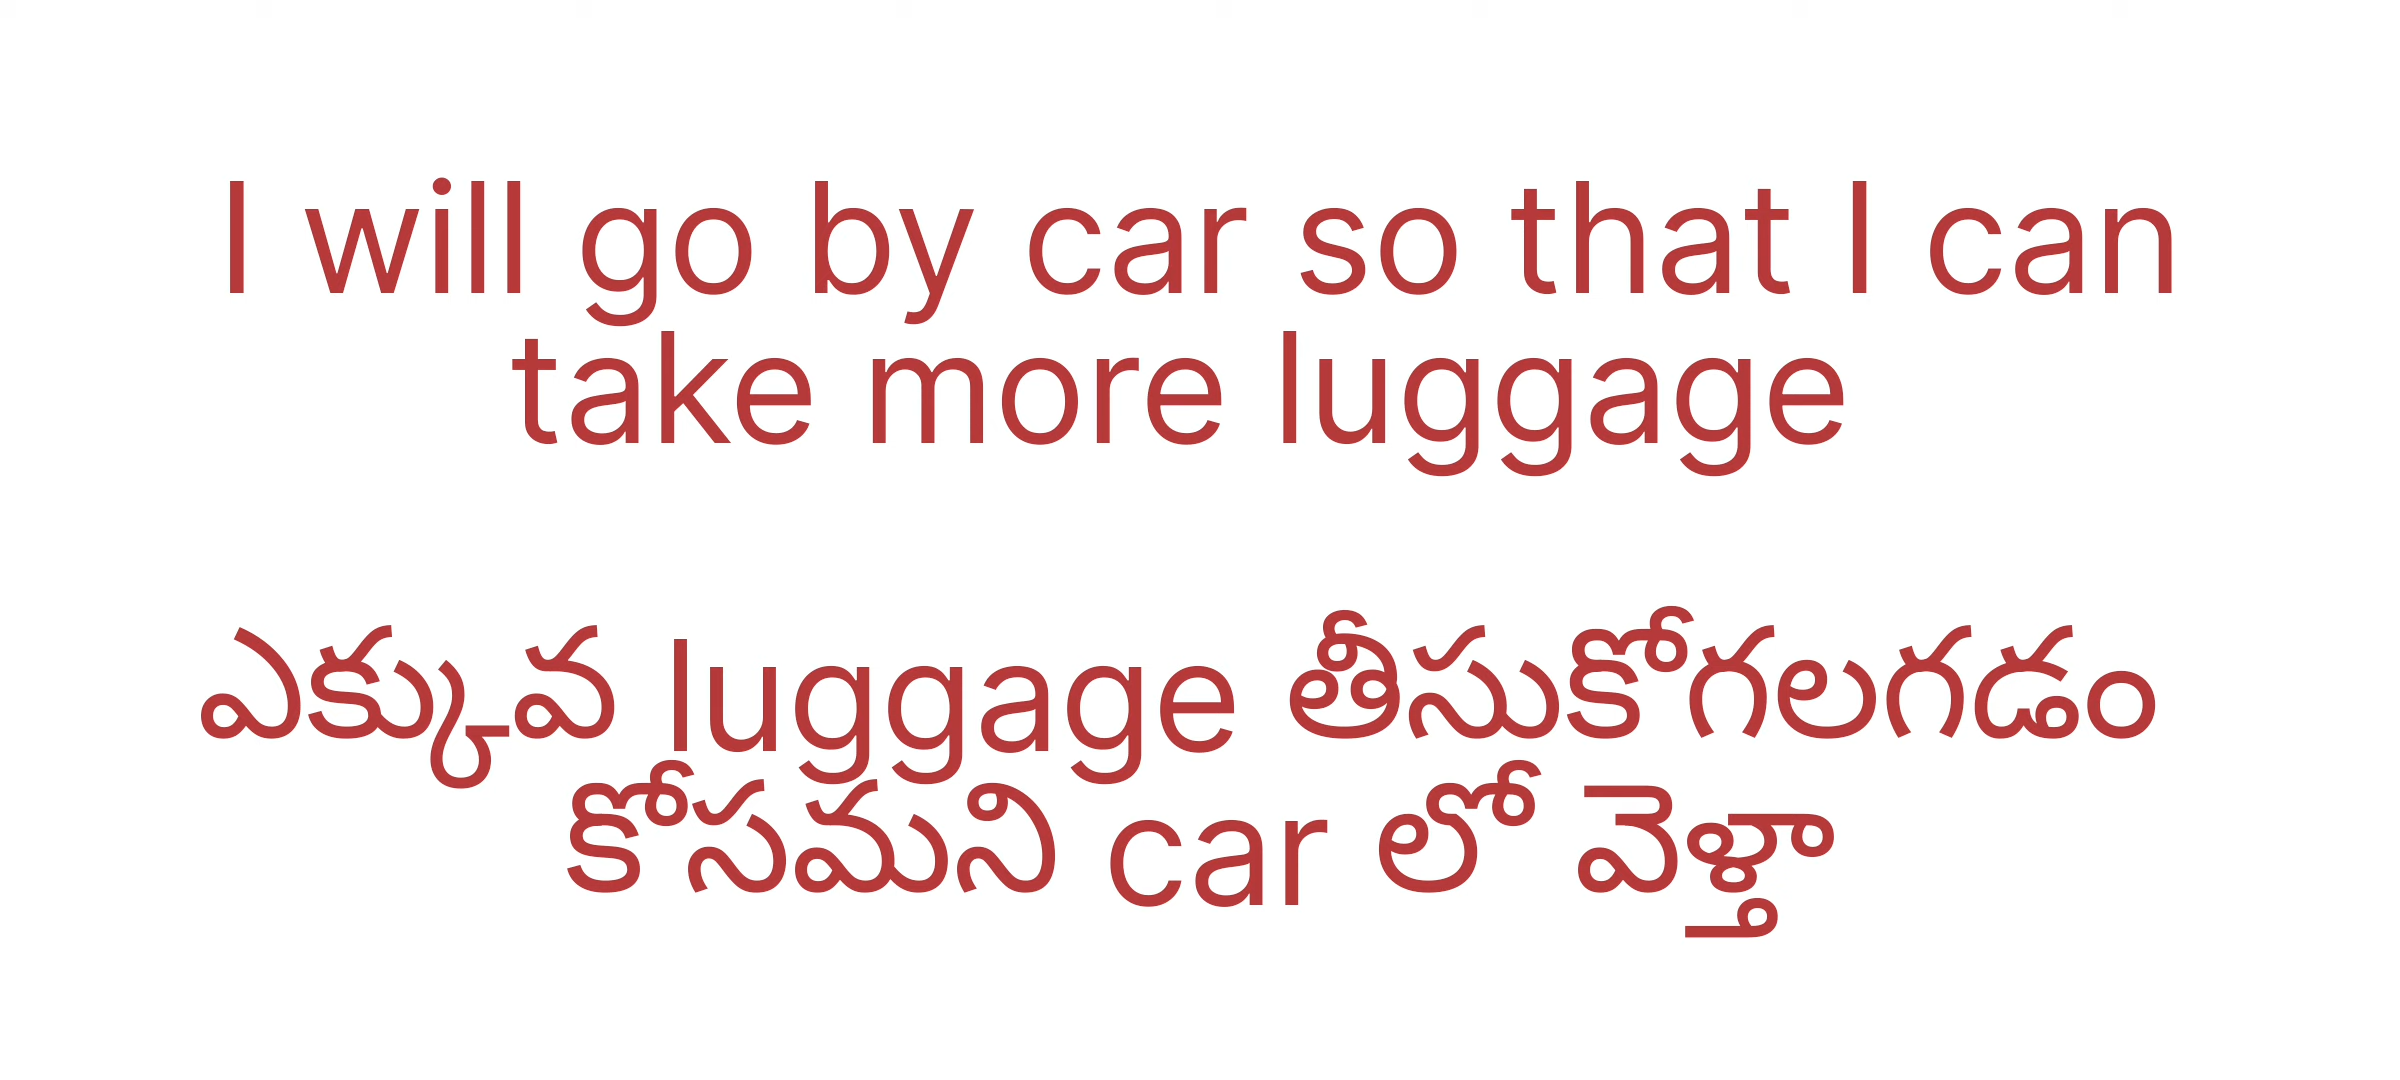 I will go by car so that I can
take more luggage
ఎక్కువ luggage తీసుకోగలగడం
కోసమని car లో వెళ్తా